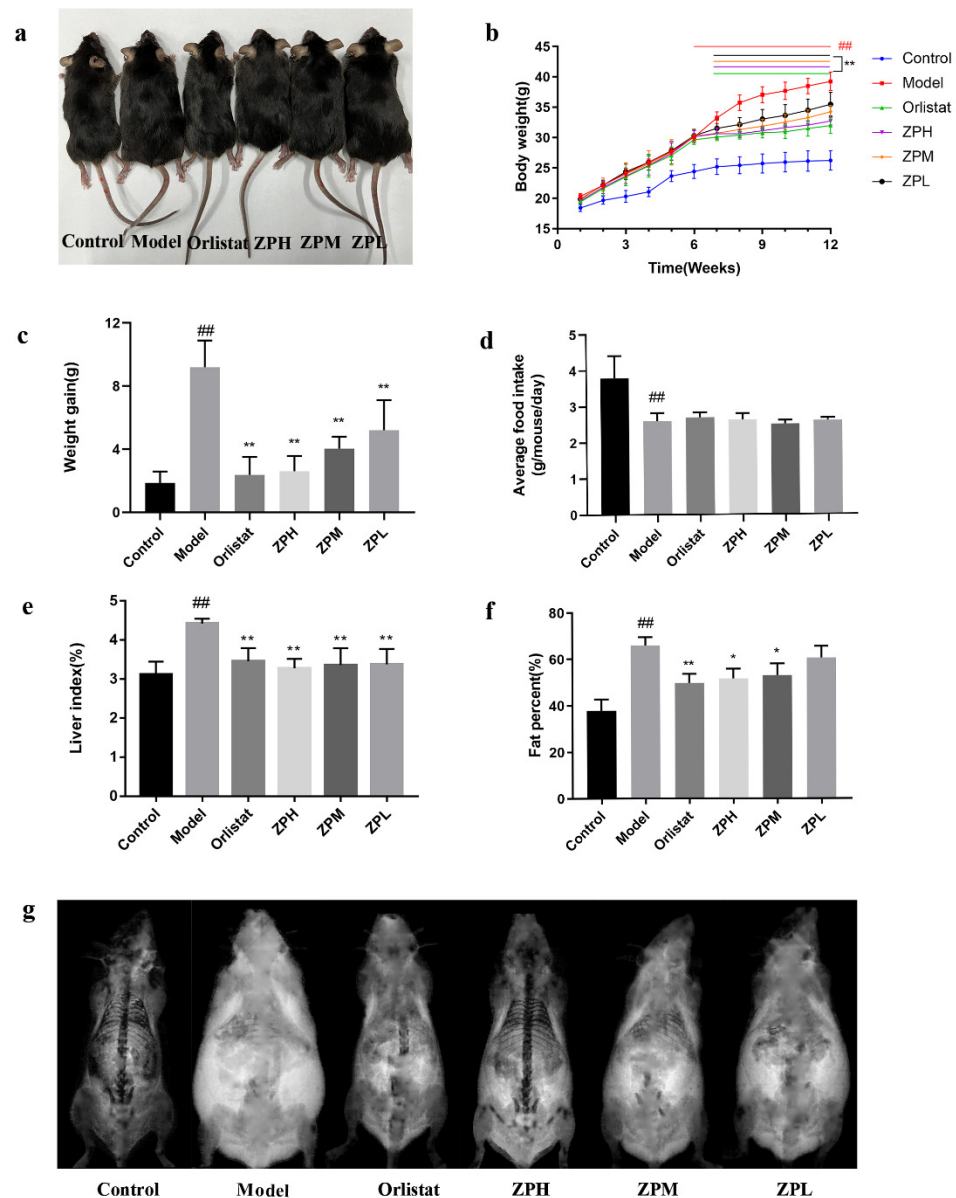 a
Control Model Orlistat ZPH ZPM ZPL
b
Body weight(g)
45
40
35
30
25
20
15
0 3 6 9 12
Time(Weeks)
##
**
Control
Model
Orlistat
ZPH
ZPM
ZPL
c
Weight gain(g)
12
8
4
0
##
**
**
**
**
Control Model Orlistat ZPH ZPM ZPL
d
Average food intake
(g/mouse/day)
5
4
3
2
1
0
##
Control Model Orlistat ZPH ZPM ZPL
e
Liver index(%)
5
4
3
2
1
0
##
**
**
**
**
Control Model Orlistat ZPH ZPM ZPL
f
Fat percent(%)
80
60
40
20
0
##
**
*
*
Control Model Orlistat ZPH ZPM ZPL
g
Control Model Orlistat ZPH ZPM ZPL